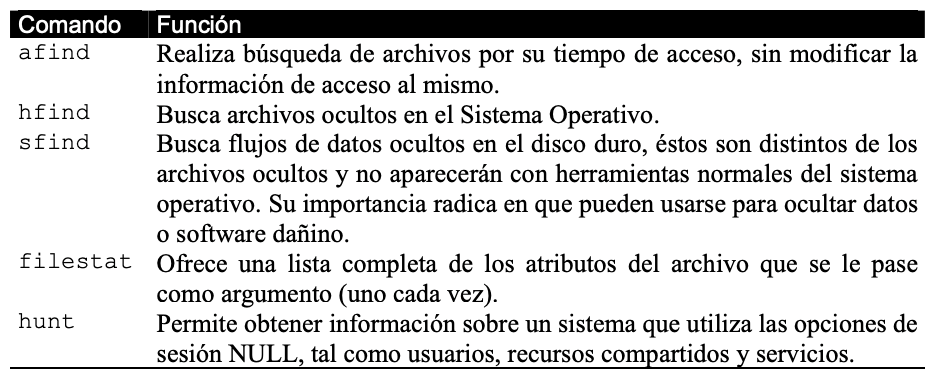 Comando Función
afind Realiza búsqueda de archivos por su tiempo de acceso, sin modificar la
información de acceso al mismo.
hfind Busca archivos ocultos en el Sistema Operativo.
sfind Busca flujos de datos ocultos en el disco duro, éstos son distintos de los
archivos ocultos y no aparecerán con herramientas normales del sistema
operativo. Su importancia radica en que pueden usarse para ocultar datos
o software dañino.
filestat Ofrece una lista completa de los atributos del archivo que se le pase
como argumento (uno cada vez).
hunt Permite obtener información sobre un sistema que utiliza las opciones de
sesión NULL, tal como usuarios, recursos compartidos y servicios.